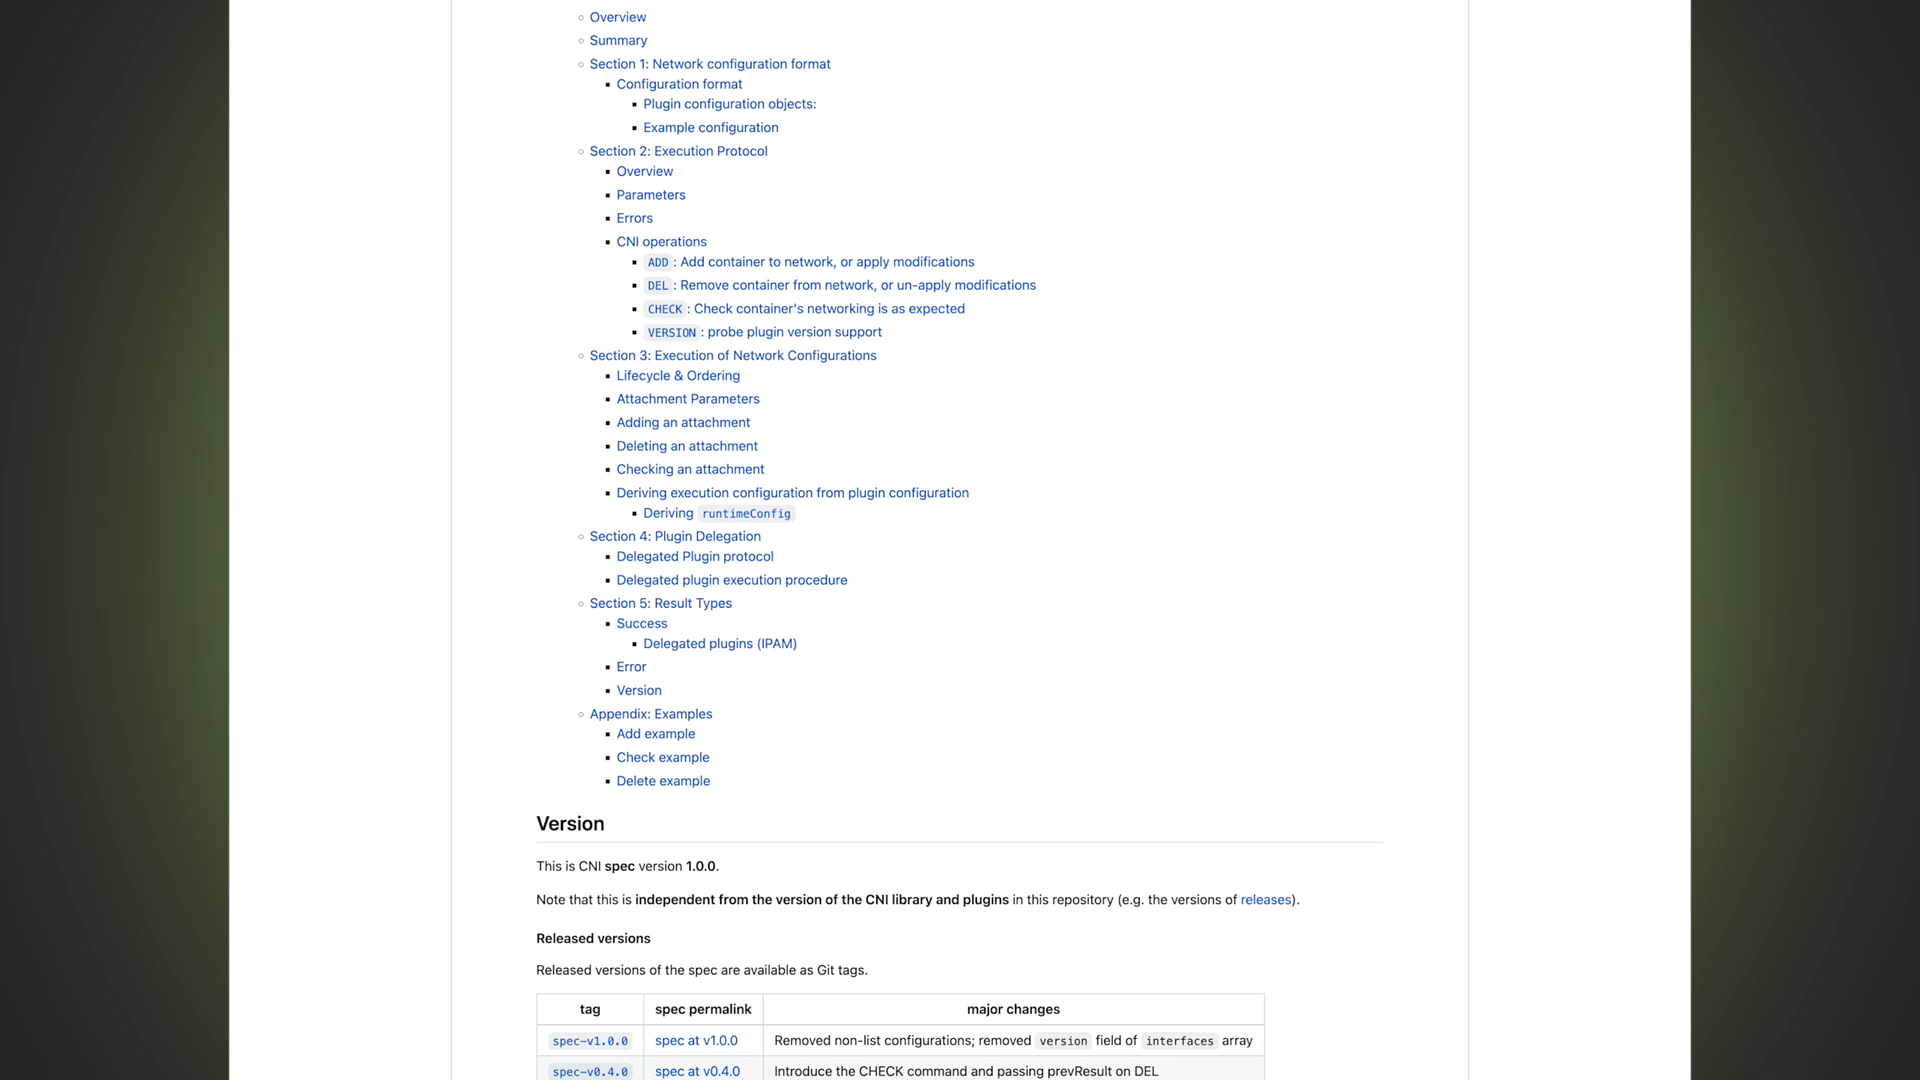 Overview
Summary
Section 1: Network configuration format
Configuration format
Plugin configuration objects:
Example configuration
Section 2: Execution Protocol
Overview
Parameters
Errors
CNI operations
ADD : Add container to network, or apply modifications
DEL : Remove container from network, or un-apply modifications
CHECK : Check container's networking is as expected
VERSION : probe plugin version support
Section 3: Execution of Network Configurations
Lifecycle & Ordering
Attachment Parameters
Adding an attachment
Deleting an attachment
Checking an attachment
Deriving execution configuration from plugin configuration
Deriving runtimeConfig
Section 4: Plugin Delegation
Delegated Plugin protocol
Delegated plugin execution procedure
Section 5: Result Types
Success
Delegated plugins (IPAM)
Error
Version
Appendix: Examples
Add example
Check example
Delete example
Version
This is CNI spec version 1.0.0.
Note that this is independent from the version of the CNI library and plugins in this repository (e.g. the versions of releases).
Released versions
Released versions of the spec are available as Git tags.
tag spec permalink major changes
spec-v1.0.0 spec at v1.0.0 Removed non-list configurations; removed version field of interfaces array
spec-v0.4.0 spec at v0.4.0 Introduce the CHECK command and passing prevResult on DEL